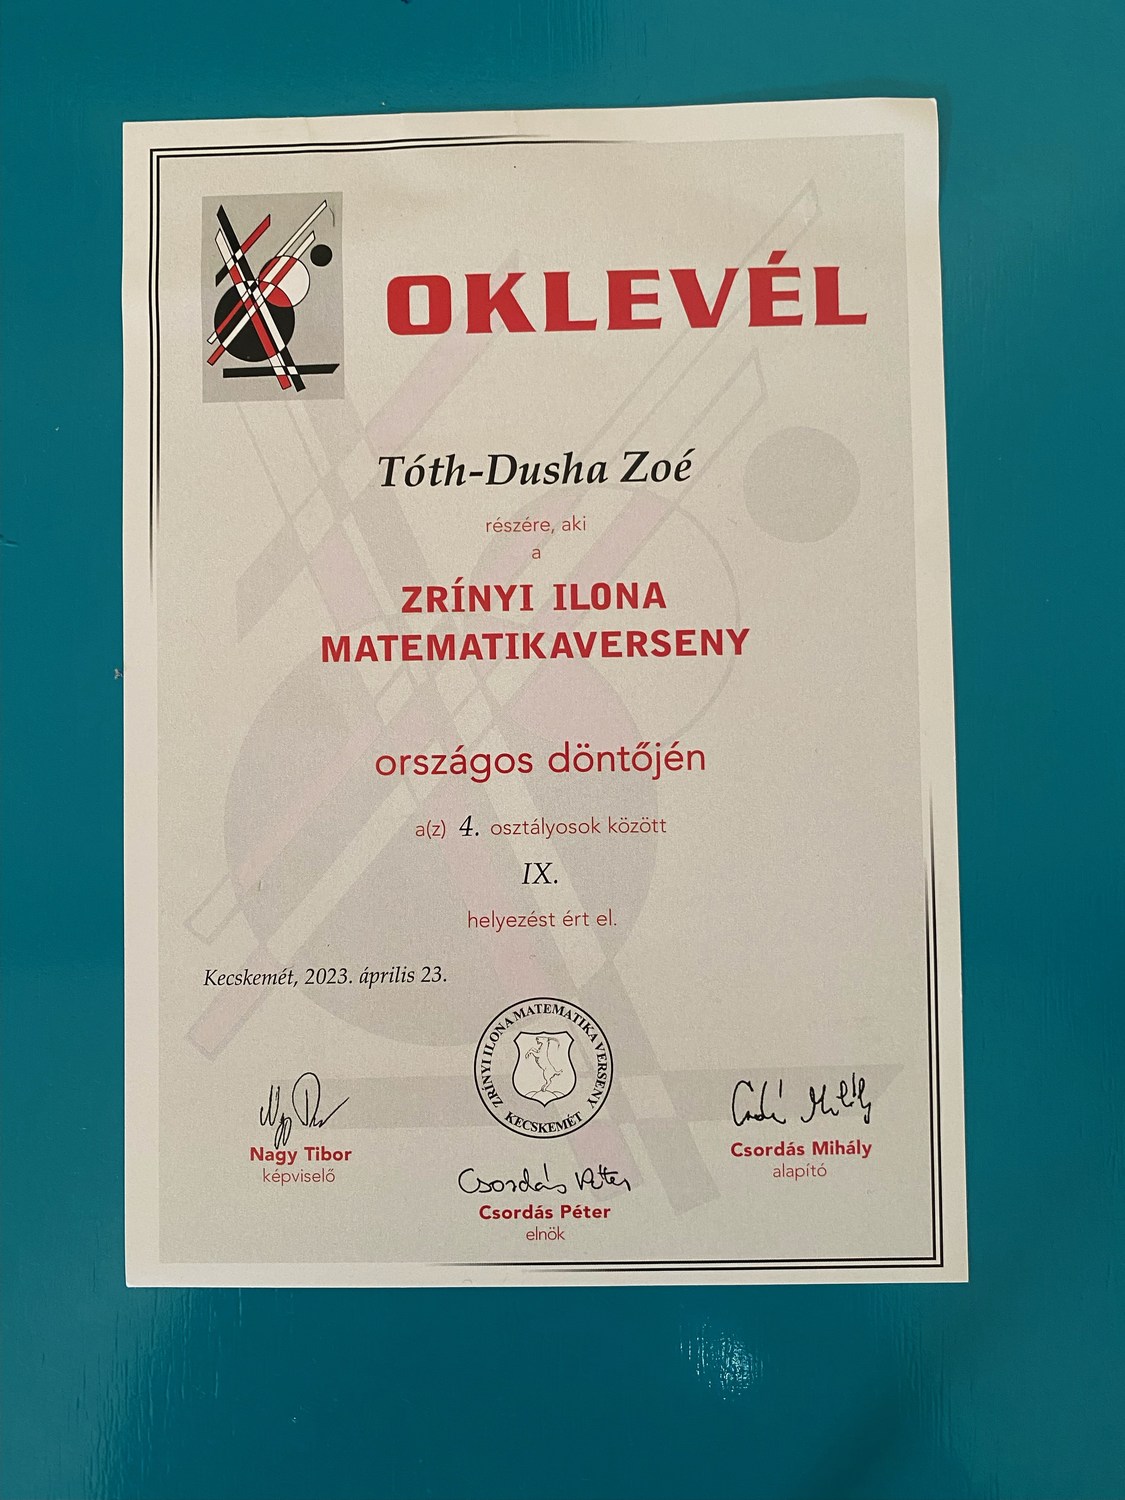 OKLEVÉL
Tóth-Dusha Zoé
részére, aki
a
ZRÍNYI ILONA
MATEMATIKAVERSENY
országos döntőjén
a(z) 4. osztályosok között
IX.
helyezést ért el.
Kecskemét, 2023. április 23.
ZRÍNYI ILONA MATEMATIKA VERSENY
KECSKEMÉT
Nagy Tibor
képviselő
Csordás Mihály
alapító
Csordás Péter
Csordás Péter
elnök